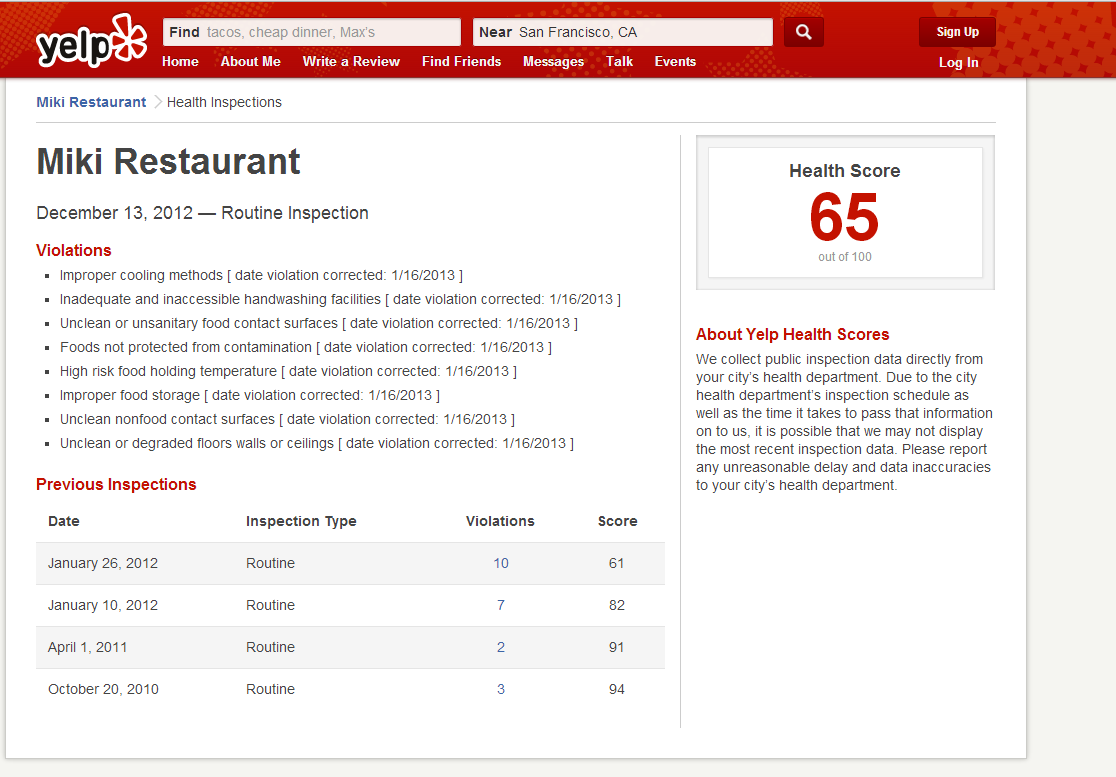 yelp
Find tacos, cheap dinner, Max's
Near San Francisco, CA
Sign Up
Home About Me Write a Review Find Friends Messages Talk Events
Log In
Miki Restaurant Health Inspections
Miki Restaurant
December 13, 2012 — Routine Inspection
Violations
Improper cooling methods [ date violation corrected: 1/16/2013 ]
Inadequate and inaccessible handwashing facilities [ date violation corrected: 1/16/2013 ]
Unclean or unsanitary food contact surfaces [ date violation corrected: 1/16/2013 ]
Foods not protected from contamination [ date violation corrected: 1/16/2013 ]
High risk food holding temperature [ date violation corrected: 1/16/2013 ]
Improper food storage [ date violation corrected: 1/16/2013 ]
Unclean nonfood contact surfaces [ date violation corrected: 1/16/2013 ]
Unclean or degraded floors walls or ceilings [ date violation corrected: 1/16/2013 ]
Previous Inspections
Date Inspection Type Violations Score
January 26, 2012 Routine 10 61
January 10, 2012 Routine 7 82
April 1, 2011 Routine 2 91
October 20, 2010 Routine 3 94
Health Score
65
out of 100
About Yelp Health Scores
We collect public inspection data directly from
your city's health department. Due to the city
health department's inspection schedule as
well as the time it takes to pass that information
on to us, it is possible that we may not display
the most recent inspection data. Please report
any unreasonable delay and data inaccuracies
to your city's health department.